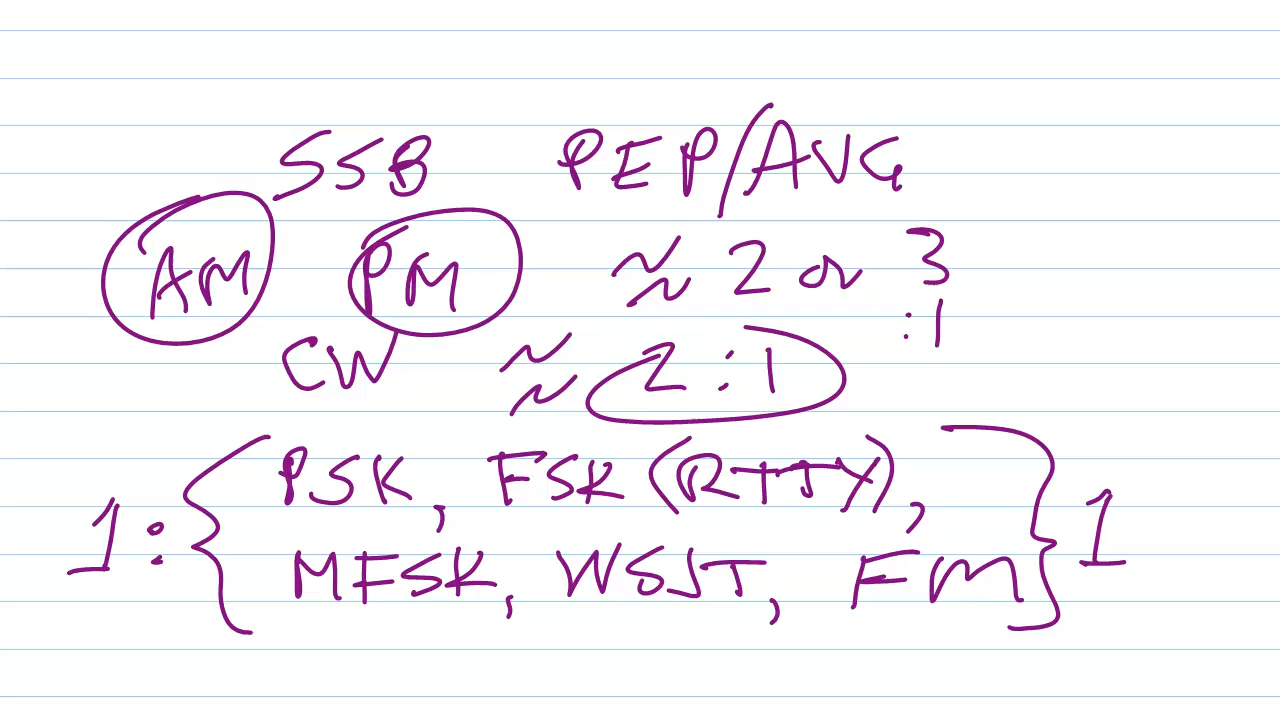 SSB PEP/AVG
AM PM ≈ 2 or 3
:1
CW ≈ 2:1
1:{ PSK, FSK (RTTY),
MFSK, WSJT, FM } 1